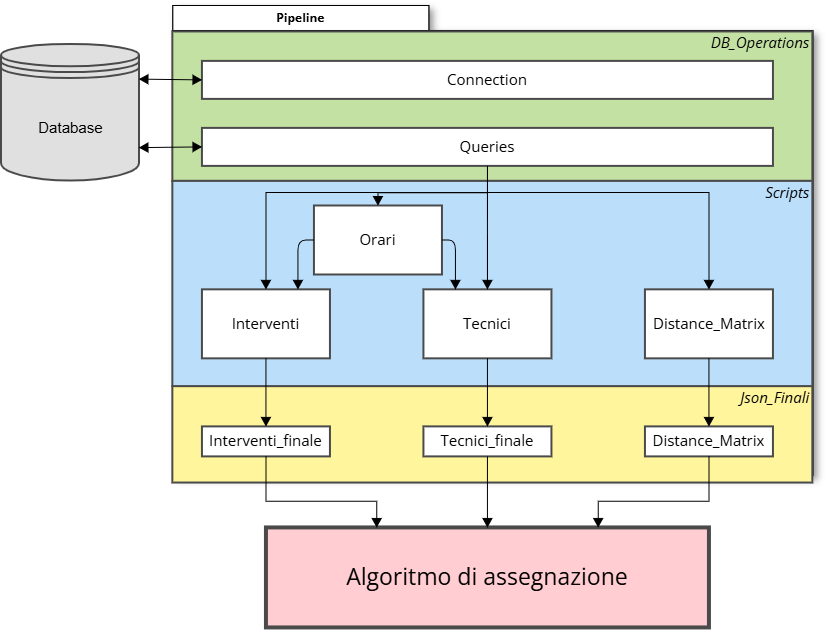 Pipeline
DB_Operations
Connection
Database
Queries
Scripts
Orari
Interventi
Tecnici
Distance_Matrix
Json_Finali
Interventi_finale
Tecnici_finale
Distance_Matrix
Algoritmo di assegnazione